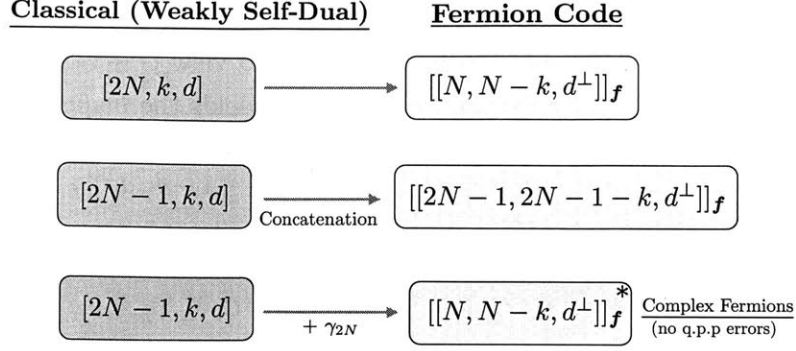 Classical (Weakly Self-Dual) Fermion Code
[2N, k, d] [[N, N − k, d^⊥]]_f
[2N − 1, k, d] Concatenation [[2N − 1, 2N − 1 − k, d^⊥]]_f
[2N − 1, k, d] + γ_{2N} [[N, N − k, d^⊥]]_f^* Complex Fermions
(no q.p.p errors)